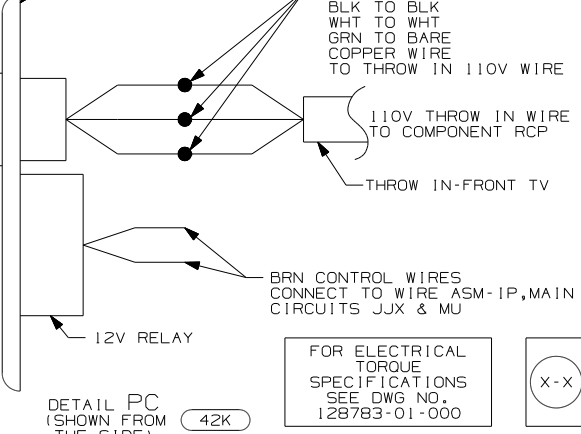 BLK TO BLK
WHT TO WHT
GRN TO BARE
COPPER WIRE
TO THROW IN 110V WIRE
110V THROW IN WIRE
TO COMPONENT RCP
THROW IN-FRONT TV
BRN CONTROL WIRES
CONNECT TO WIRE ASM-IP,MAIN
CIRCUITS JJX & MU
12V RELAY
FOR ELECTRICAL
TORQUE
SPECIFICATIONS
SEE DWG NO.
128783-01-000
X-X
DETAIL PC
(SHOWN FROM
42K
THE SIDE)